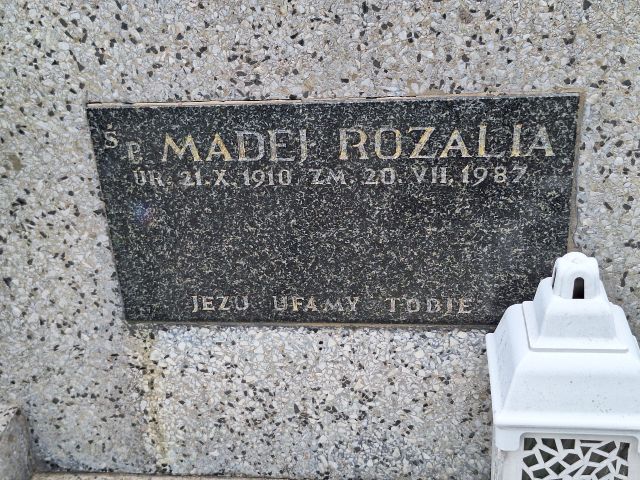 Ś P. MADEJ ROZALIA
UR. 21.X.1910 ZM. 20.VII.1987
JEZU UFAMY TOBIE